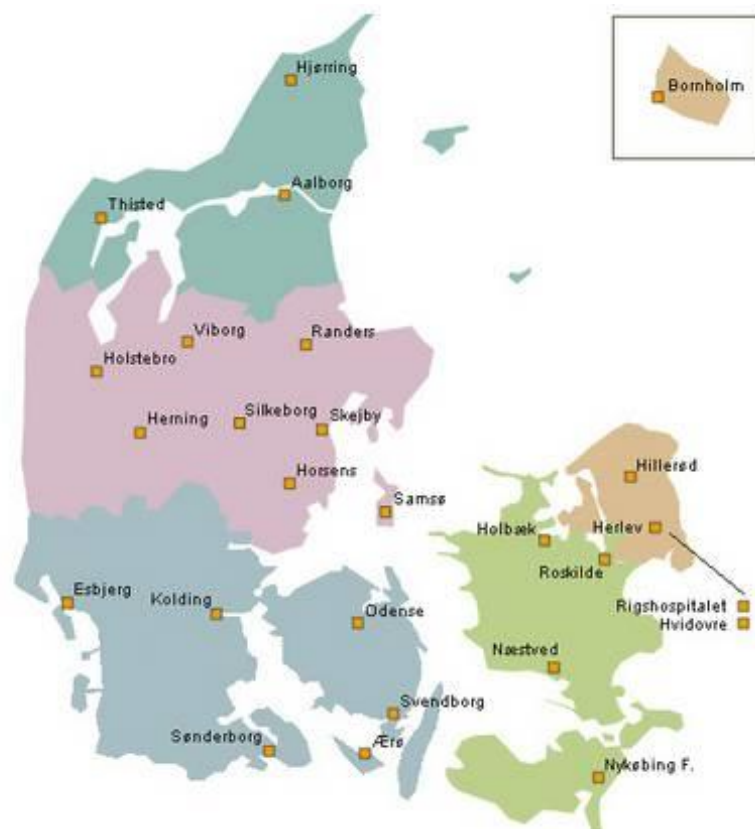 Hjørring
Bornholm
Aalborg
Thisted
Viborg
Randers
Holstebro
Silkeborg
Skejby
Herning
Hillerød
Horsens
Samsø
Holbæk
Herlev
Roskilde
Esbjerg
Kolding
Odense
Rigshospitalet
Hvidovre
Næstved
Svendborg
Sønderborg
Ærø
Nykøbing F.